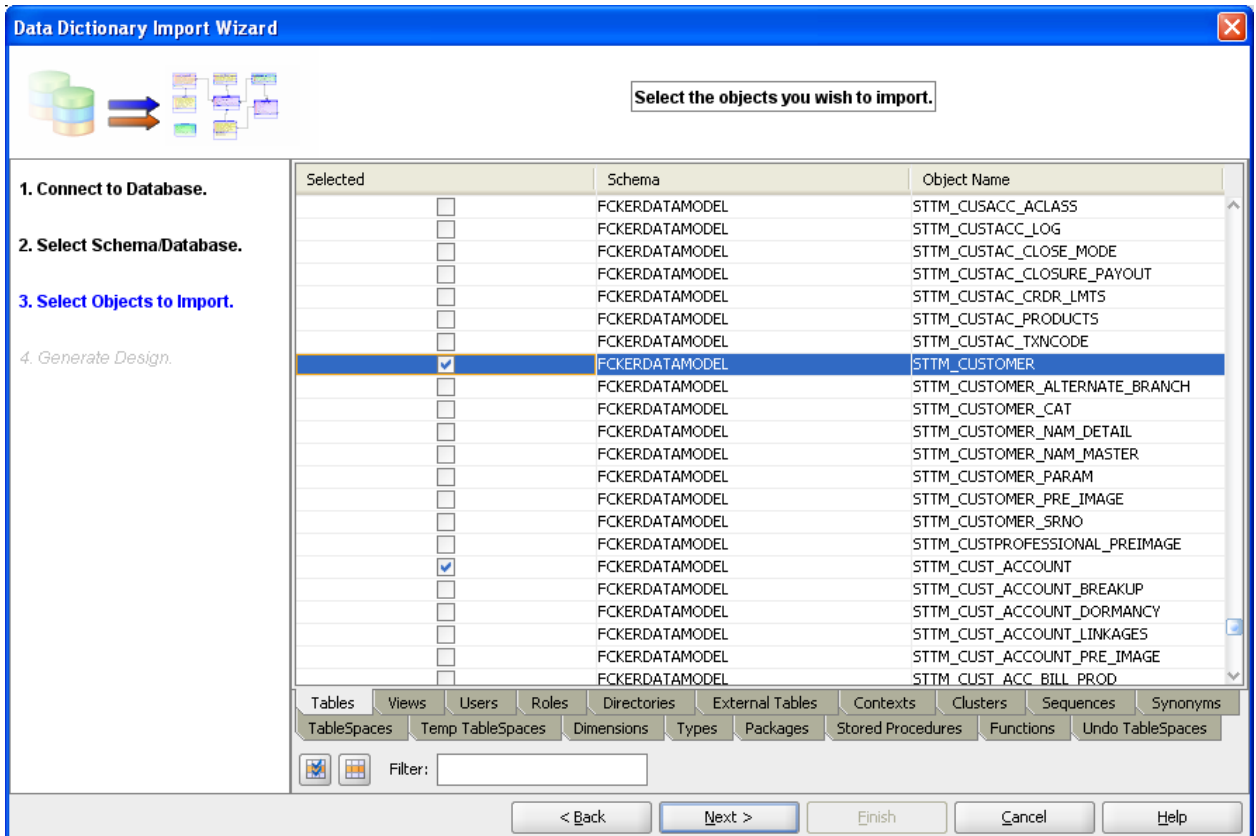 Data Dictionary Import Wizard
Select the objects you wish to import.
1. Connect to Database.
2. Select Schema/Database.
3. Select Objects to Import.
4. Generate Design.
Selected Schema Object Name
FCKERDATAMODEL STTM_CUSACC_ACLASS
FCKERDATAMODEL STTM_CUSTACC_LOG
FCKERDATAMODEL STTM_CUSTAC_CLOSE_MODE
FCKERDATAMODEL STTM_CUSTAC_CLOSURE_PAYOUT
FCKERDATAMODEL STTM_CUSTAC_CRDR_LMTS
FCKERDATAMODEL STTM_CUSTAC_PRODUCTS
FCKERDATAMODEL STTM_CUSTAC_TXNCODE
FCKERDATAMODEL STTM_CUSTOMER
FCKERDATAMODEL STTM_CUSTOMER_ALTERNATE_BRANCH
FCKERDATAMODEL STTM_CUSTOMER_CAT
FCKERDATAMODEL STTM_CUSTOMER_NAM_DETAIL
FCKERDATAMODEL STTM_CUSTOMER_NAM_MASTER
FCKERDATAMODEL STTM_CUSTOMER_PARAM
FCKERDATAMODEL STTM_CUSTOMER_PRE_IMAGE
FCKERDATAMODEL STTM_CUSTOMER_SRNO
FCKERDATAMODEL STTM_CUSTPROFESSIONAL_PREIMAGE
FCKERDATAMODEL STTM_CUST_ACCOUNT
FCKERDATAMODEL STTM_CUST_ACCOUNT_BREAKUP
FCKERDATAMODEL STTM_CUST_ACCOUNT_DORMANCY
FCKERDATAMODEL STTM_CUST_ACCOUNT_LINKAGES
FCKERDATAMODEL STTM_CUST_ACCOUNT_PRE_IMAGE
FCKERDATAMODEL STTM_CUST_ACC_BILL_PROD
Tables Views Users Roles Directories External Tables Contexts Clusters Sequences Synonyms
TableSpaces Temp TableSpaces Dimensions Types Packages Stored Procedures Functions Undo TableSpaces
Filter:
< Back Next > Finish Cancel Help